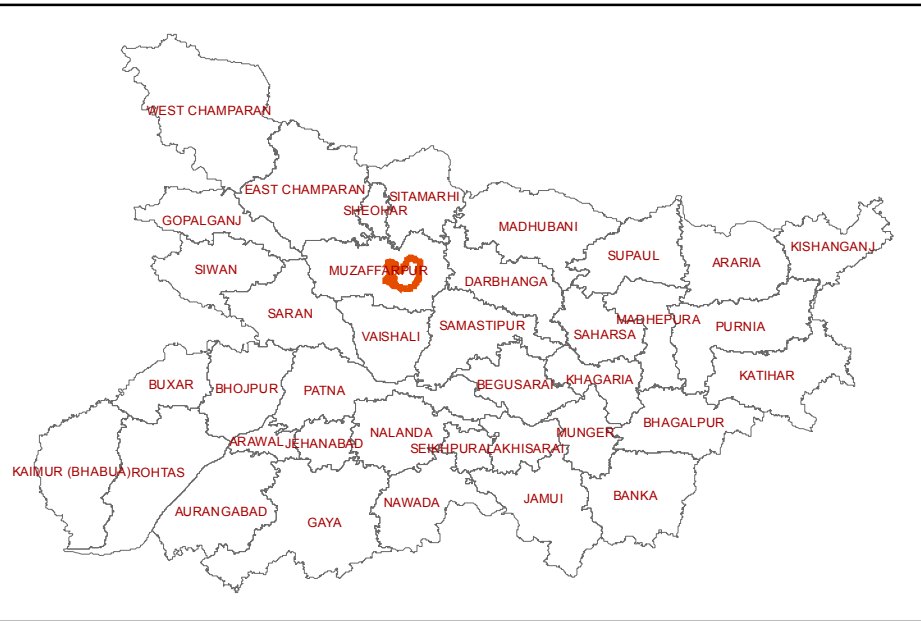 WEST CHAMPARAN
EAST CHAMPARAN
SITAMARHI
SHEOHAR
GOPALGANJ
MADHUBANI
KISHANGANJ
SUPAUL
ARARIA
SIWAN
MUZAFFARPUR
DARBHANGA
SARAN
SAMASTIPUR
MADHEPURA
PURNIA
VAISHALI
SAHARSA
KATIHAR
BUXAR
BHOJPUR
PATNA
BEGUSARAI
KHAGARIA
BHAGALPUR
ARAWAL
JEHANABAD
NALANDA
MUNGER
SEIKHPURA
LAKHISARAI
KAIMUR (BHABUA)
ROHTAS
JAMUI
BANKA
NAWADA
AURANGABAD
GAYA